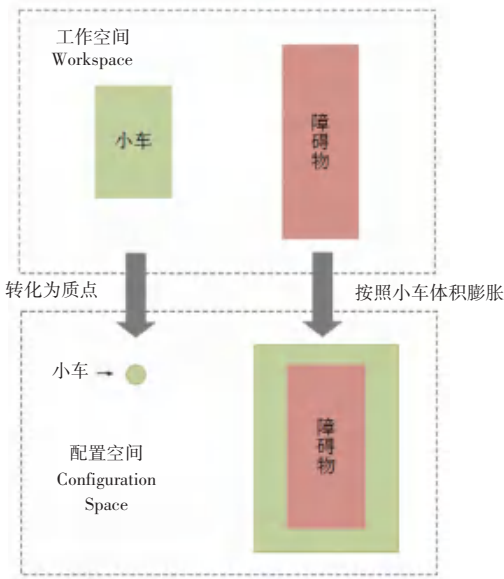 工作空间
Workspace
小车
障碍物
转化为质点
按照小车体积膨胀
小车
障碍物
配置空间
Configuration
Space